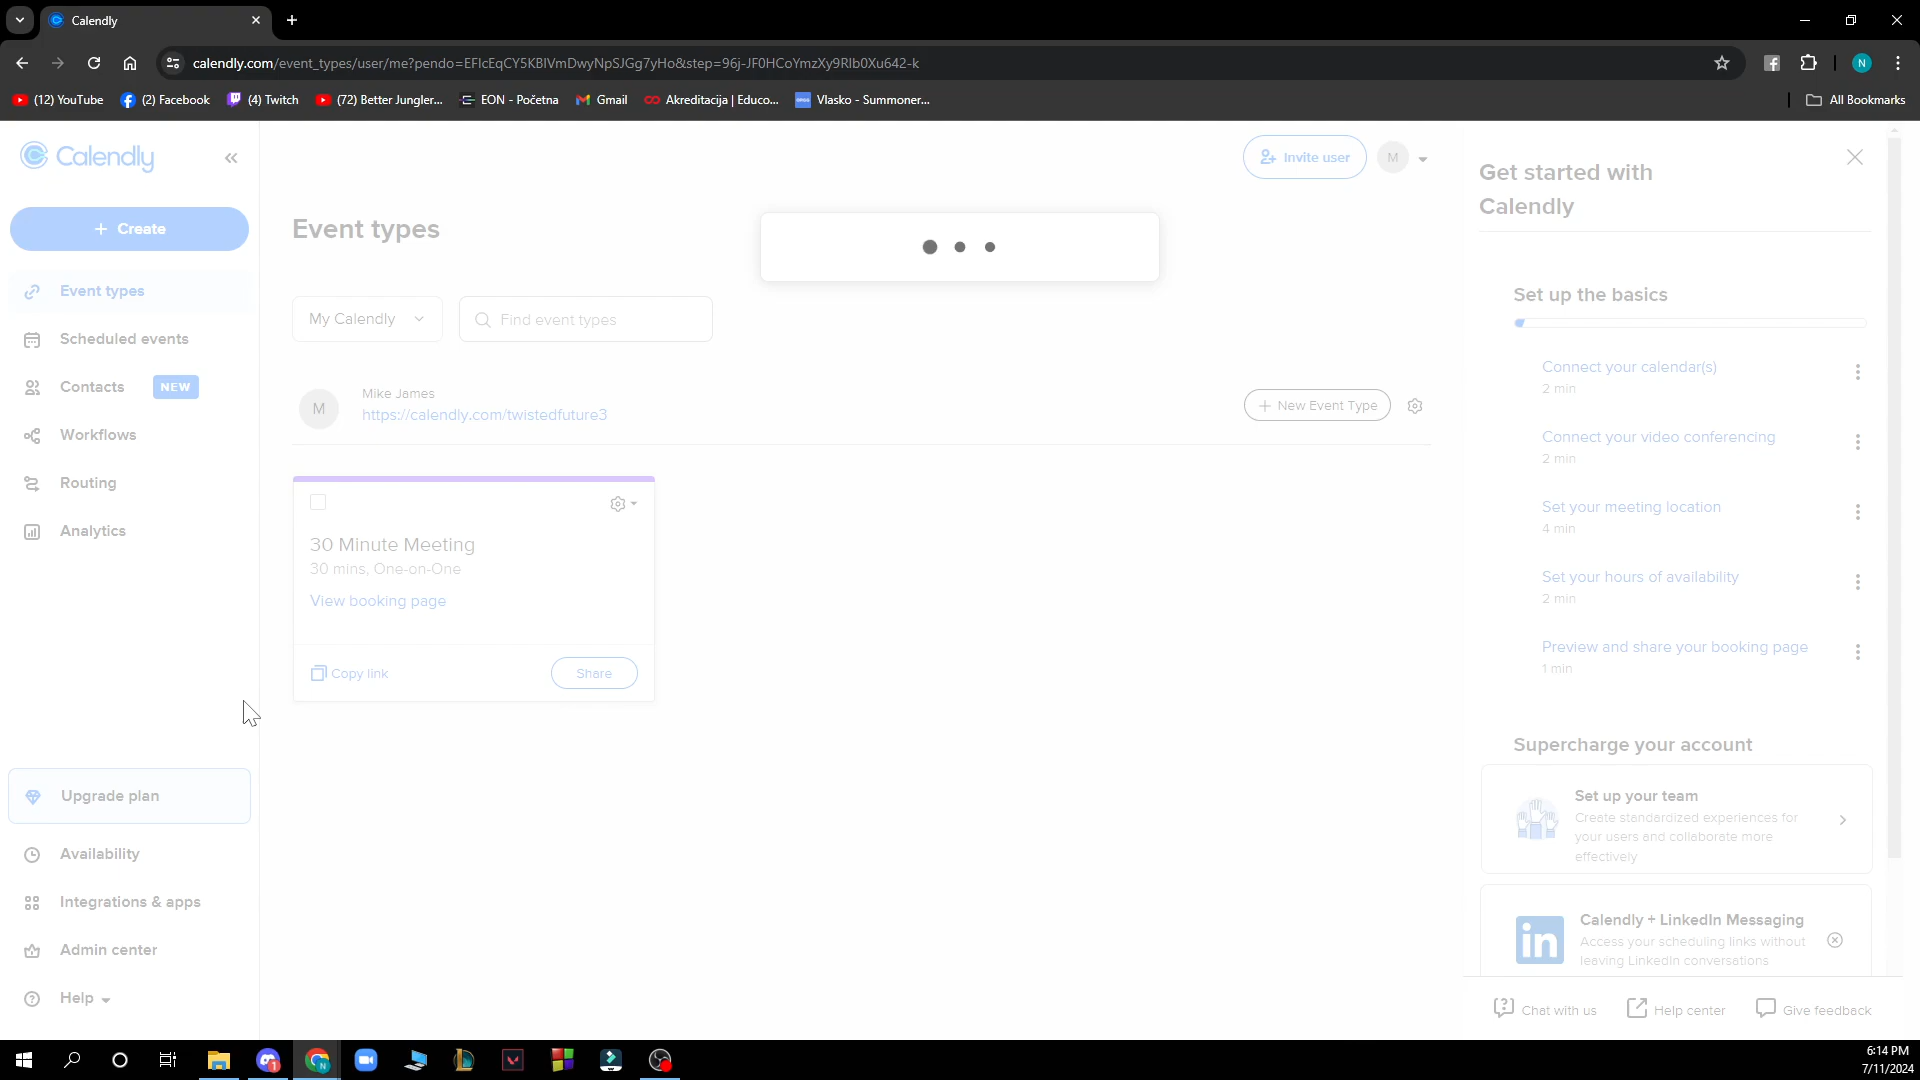 Calendly
calendly.com/event_types/user/me?pendo=EFIcEqCY5KBlVmDwyNpSJGg7yHo&step=96j-JF0HCoYmzXy9Rlb0Xu642-k
N
(12) YouTube
(2) Facebook
(4) Twitch
(72) Better Jungler...
EON - Početna
Gmail
Akreditacija | Educo...
Vlasko - Summoner...
All Bookmarks
Calendly
+ Create
Event types
Scheduled events
Contacts NEW
Workflows
Routing
Analytics
Upgrade plan
Availability
Integrations & apps
Admin center
Help
Invite user
M
Event types
My Calendly
Find event types
M
Mike James
https://calendly.com/twistedfuture3
+ New Event Type
30 Minute Meeting
30 mins, One-on-One
View booking page
Copy link
Share
Get started with
Calendly
Set up the basics
Connect your calendar(s)
2 min
Connect your video conferencing
2 min
Set your meeting location
4 min
Set your hours of availability
2 min
Preview and share your booking page
1 min
Supercharge your account
Set up your team
Create standardized experiences for
your users and collaborate more
effectively
in
Calendly + LinkedIn Messaging
Access your scheduling links without
leaving LinkedIn conversations
Chat with us
Help center
Give feedback
6:14 PM
7/11/2024